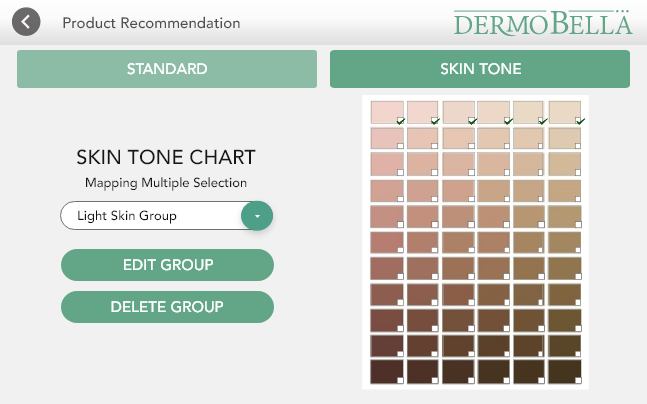 Product Recommendation
DERMOBELLA
STANDARD
SKIN TONE
SKIN TONE CHART
Mapping Multiple Selection
Light Skin Group
EDIT GROUP
DELETE GROUP